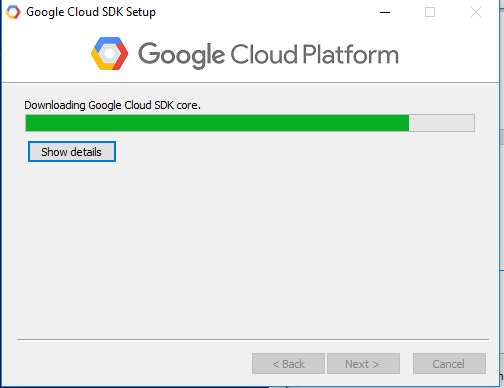 Google Cloud SDK Setup
Google Cloud Platform
Downloading Google Cloud SDK core.
Show details
< Back
Next >
Cancel